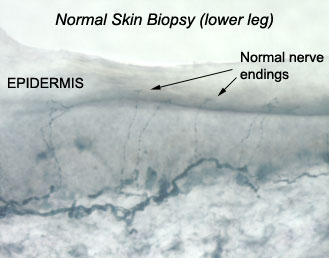 Normal Skin Biopsy (lower leg)
Normal nerve
endings
EPIDERMIS